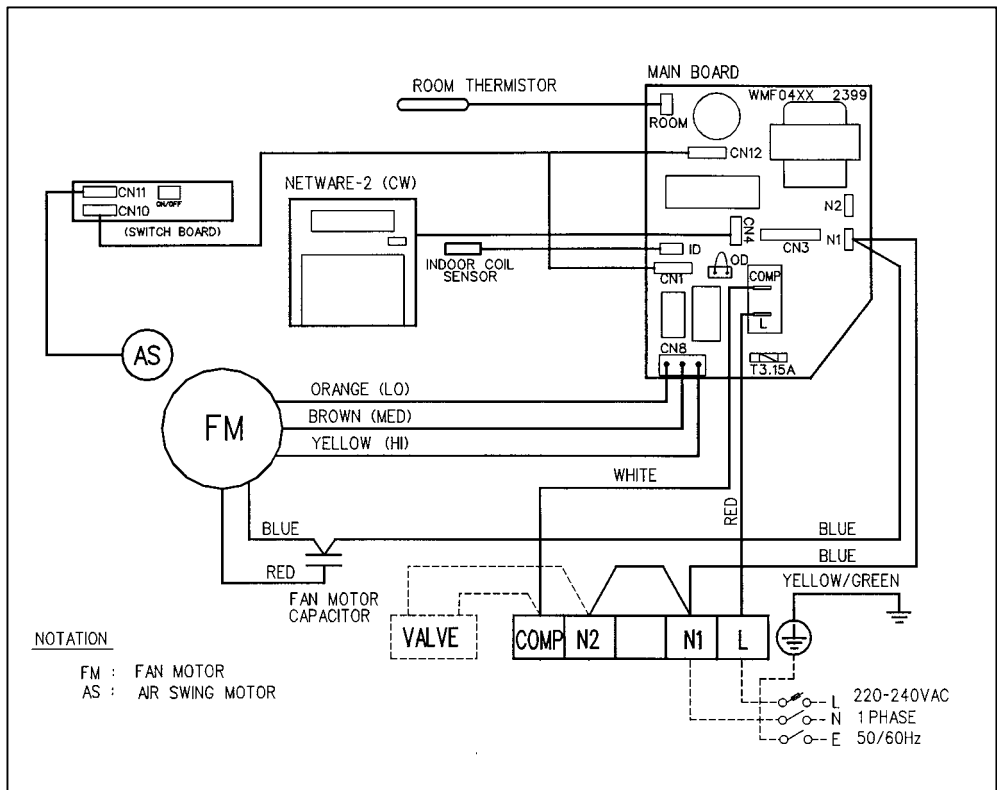 MAIN BOARD
ROOM THERMISTOR
WMF04XX 2399
ROOM
CN12
NETWARE-2 (CW)
CN11
ON/OFF
CN10
(SWITCH BOARD)
N2
CN4
CN3
N1
ID
INDOOR COIL
SENSOR
OD
CN1
COMP
L
CN8
T3.15A
AS
FM
ORANGE (LO)
BROWN (MED)
YELLOW (HI)
WHITE
RED
BLUE
BLUE
BLUE
RED
YELLOW/GREEN
FAN MOTOR
CAPACITOR
VALVE
COMP N2 N1 L
NOTATION
FM : FAN MOTOR
AS : AIR SWING MOTOR
L 220-240VAC
N 1 PHASE
E 50/60Hz